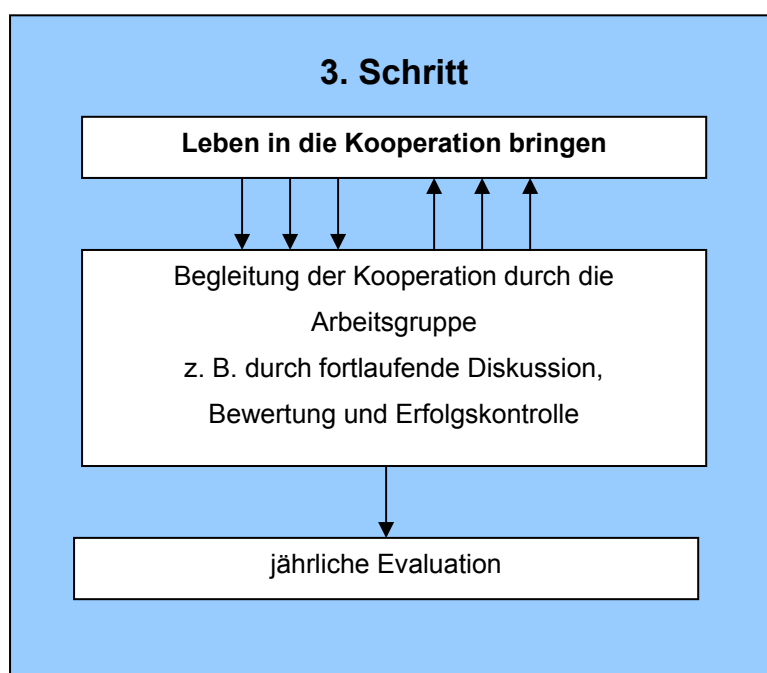 3. Schritt
Leben in die Kooperation bringen
Begleitung der Kooperation durch die
Arbeitsgruppe
z. B. durch fortlaufende Diskussion,
Bewertung und Erfolgskontrolle
jährliche Evaluation